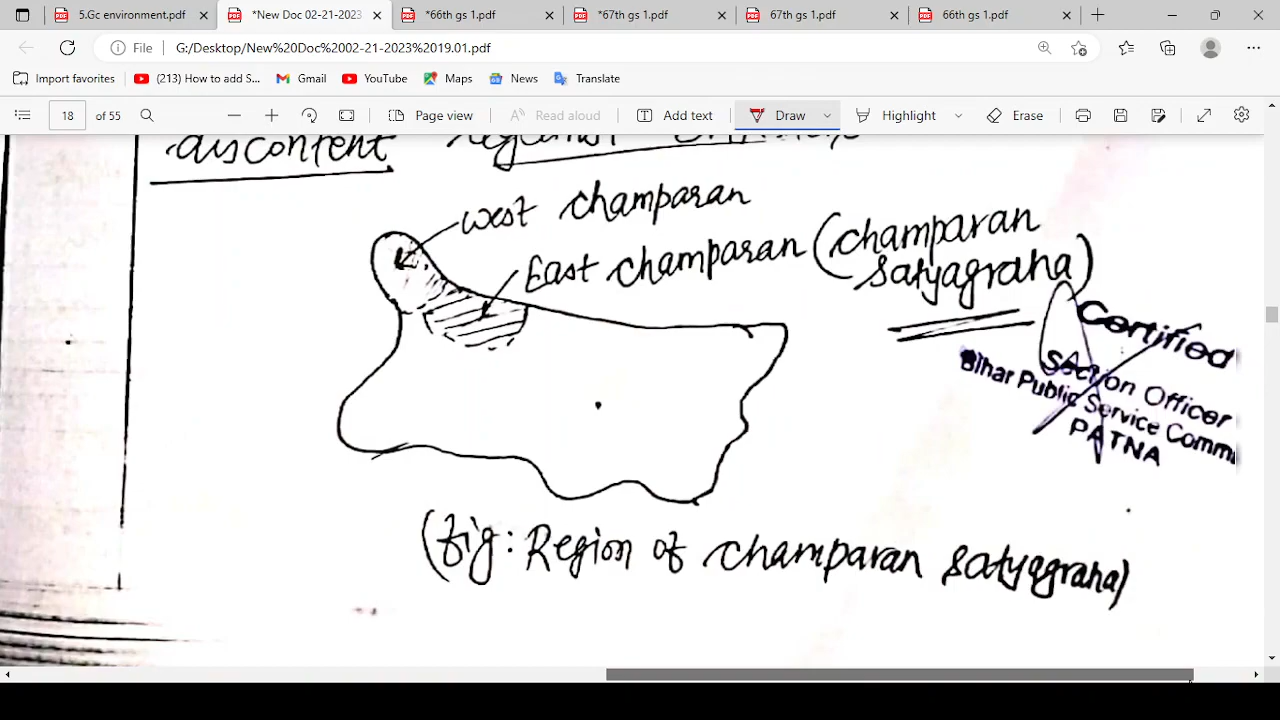 5.Gc environment.pdf
*New Doc 02-21-2023
*66th gs 1.pdf
*67th gs 1.pdf
67th gs 1.pdf
66th gs 1.pdf
File
G:/Desktop/New%20Doc%2002-21-2023%2019.01.pdf
Import favorites
(213) How to add S...
Gmail
YouTube
Maps
News
Translate
18 of 55
Page view
Read aloud
Add text
Draw
Highlight
Erase
discontent
west champaran
East champaran (champaran
satyagraha)
Certified
Section Officer
Bihar Public Service Comm
PATNA
(fig: Region of champaran satyagraha)